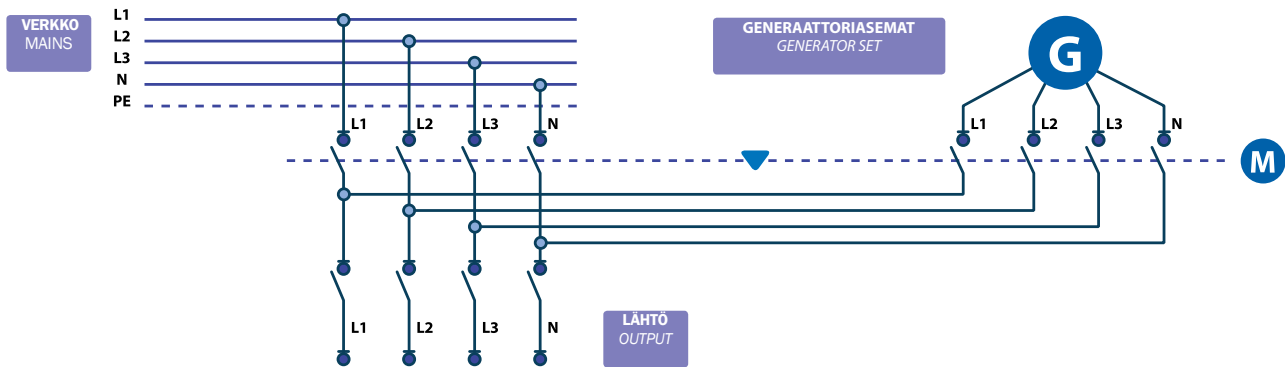 VERKKO
MAINS
L1
L2
L3
N
PE
GENERAATTORIASEMAT
GENERATOR SET
G
L1
L2
L3
N
L1
L2
L3
N
M
L1
L2
L3
N
LÄHTÖ
OUTPUT